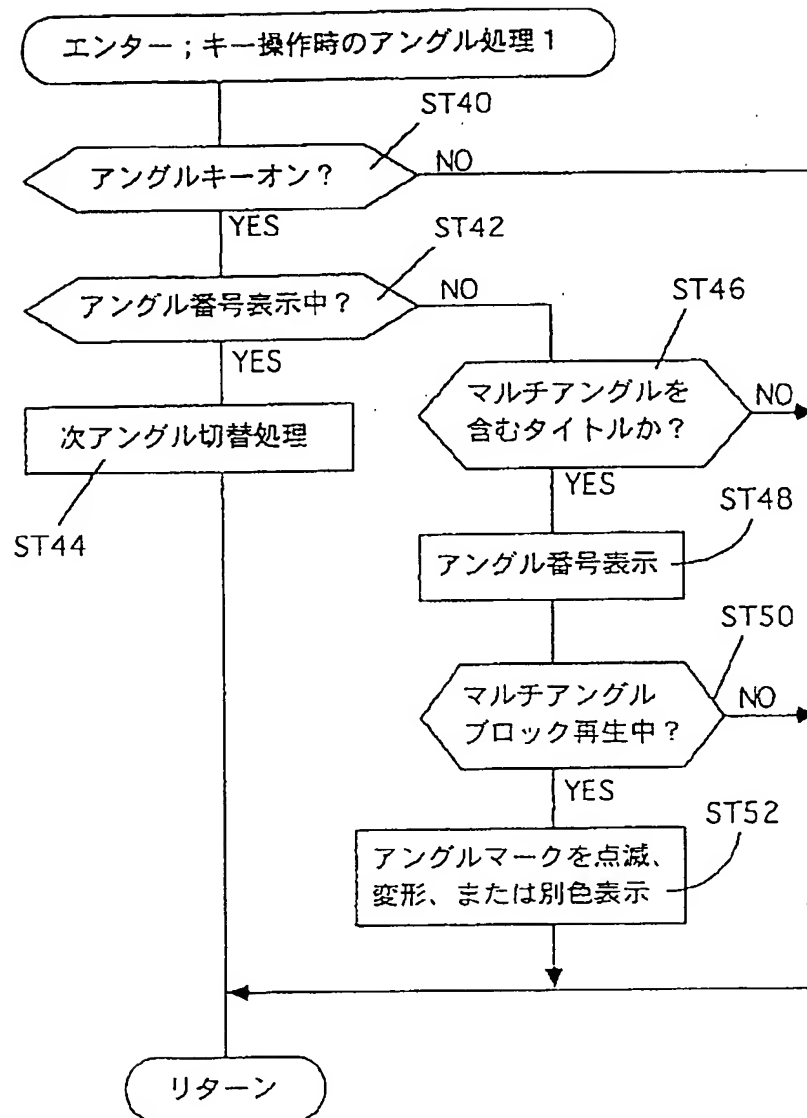 エンター；キー操作時のアングル処理1
ST40
アングルキーオン？
NO
YES
ST42
アングル番号表示中？
NO
YES
ST46
マルチアングルを
含むタイトルか？
NO
YES
次アングル切替処理
ST44
ST48
アングル番号表示
ST50
マルチアングル
ブロック再生中？
NO
YES
ST52
アングルマークを点滅、
変形、または別色表示
リターン